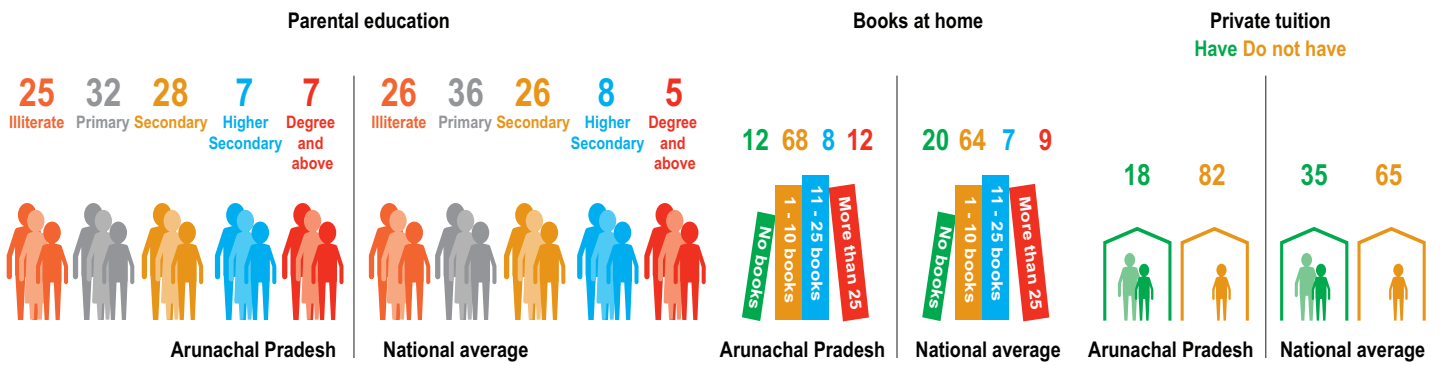 Parental education
25 32 28 7 7
Illiterate Primary Secondary Higher Secondary Degree and above
26 36 26 8 5
Illiterate Primary Secondary Higher Secondary Degree and above
Arunachal Pradesh
National average
Books at home
12 68 8 12
No books
1 - 10 books
11 - 25 books
More than 25
20 64 7 9
No books
1 - 10 books
11 - 25 books
More than 25
Arunachal Pradesh
National average
Private tuition
Have Do not have
18 82
35 65
Arunachal Pradesh
National average